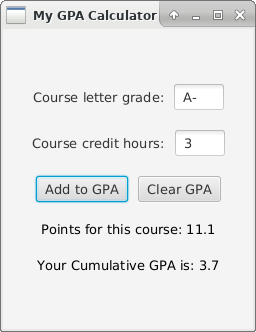 My GPA Calculator
Course letter grade: A-
Course credit hours: 3
Add to GPA Clear GPA
Points for this course: 11.1
Your Cumulative GPA is: 3.7